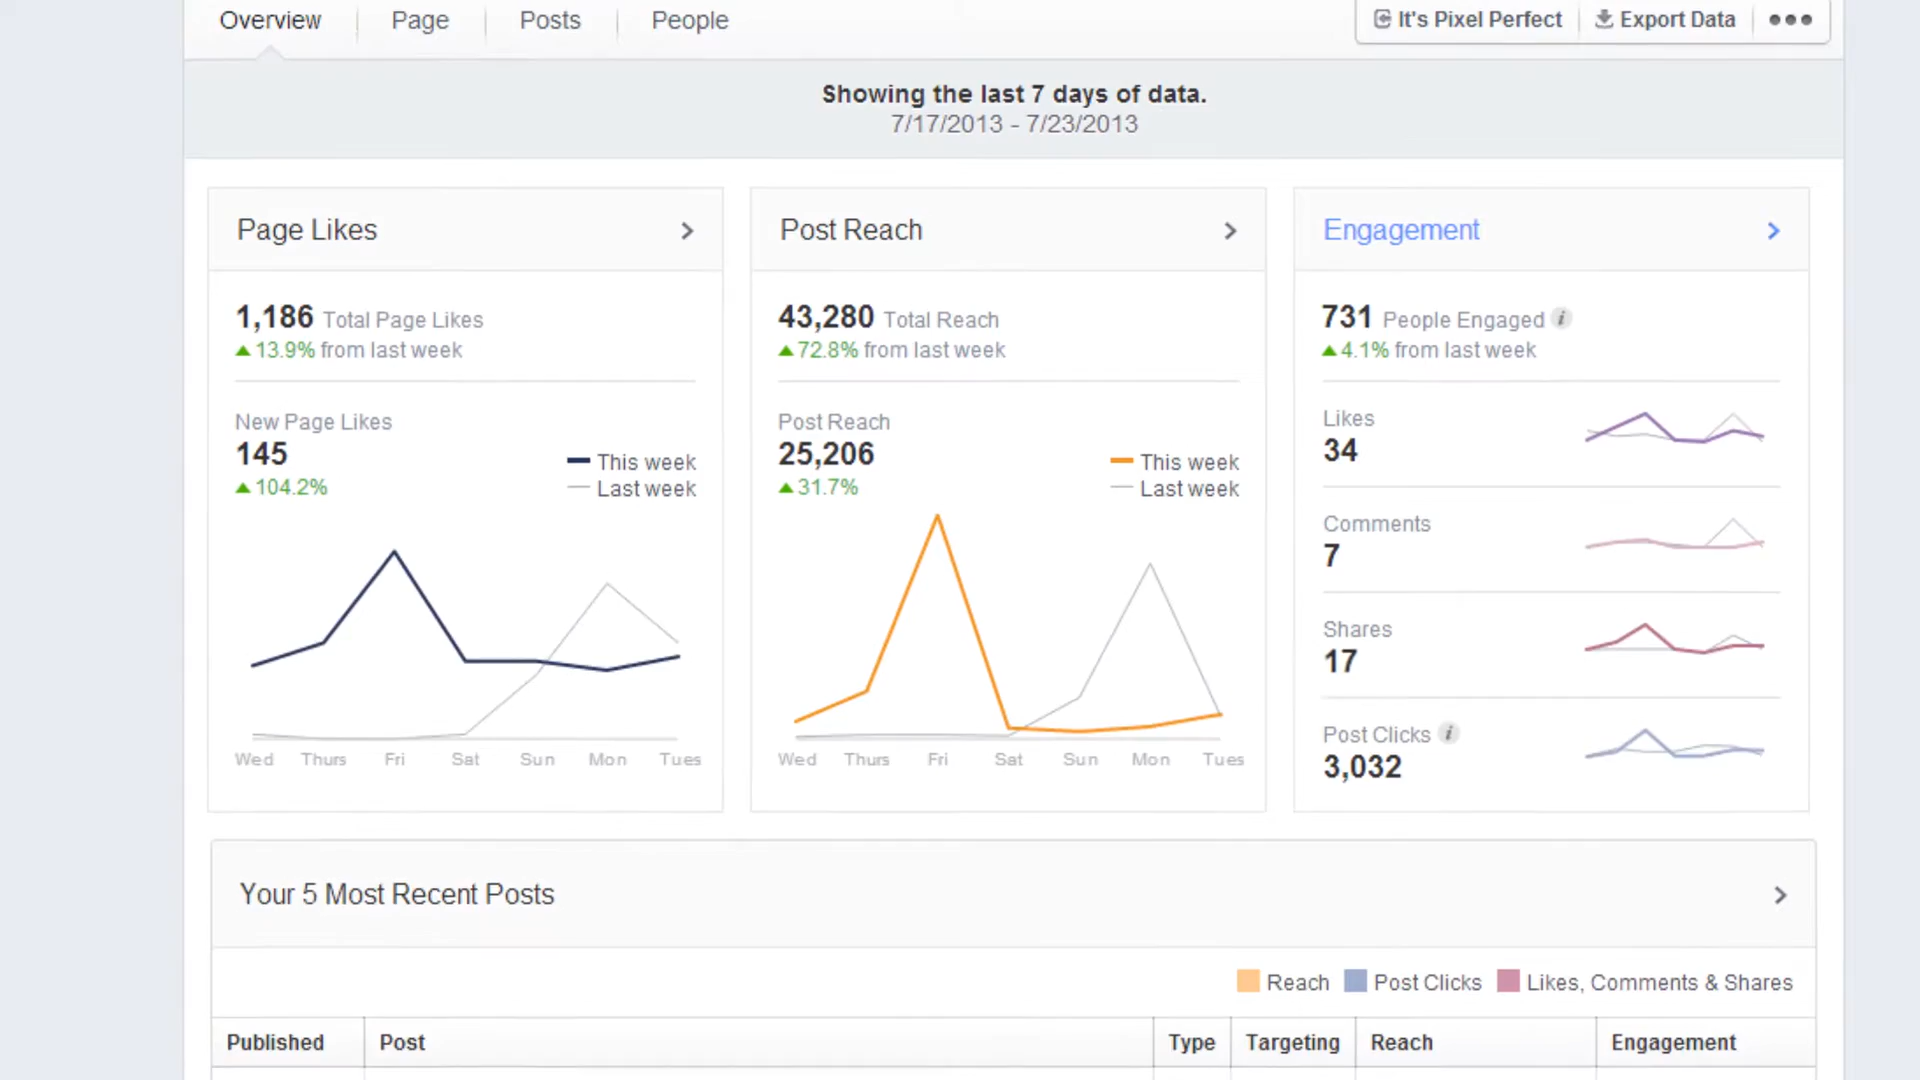 Overview Page Posts People It's Pixel Perfect Export Data
Showing the last 7 days of data.
7/17/2013 - 7/23/2013
Page Likes
1,186 Total Page Likes
13.9% from last week
New Page Likes
145
104.2%
This week
Last week
Wed Thurs Fri Sat Sun Mon Tues
Post Reach
43,280 Total Reach
72.8% from last week
Post Reach
25,206
31.7%
This week
Last week
Wed Thurs Fri Sat Sun Mon Tues
Engagement
731 People Engaged i
4.1% from last week
Likes
34
Comments
7
Shares
17
Post Clicks i
3,032
Your 5 Most Recent Posts
Reach Post Clicks Likes, Comments & Shares
Published Post Type Targeting Reach Engagement